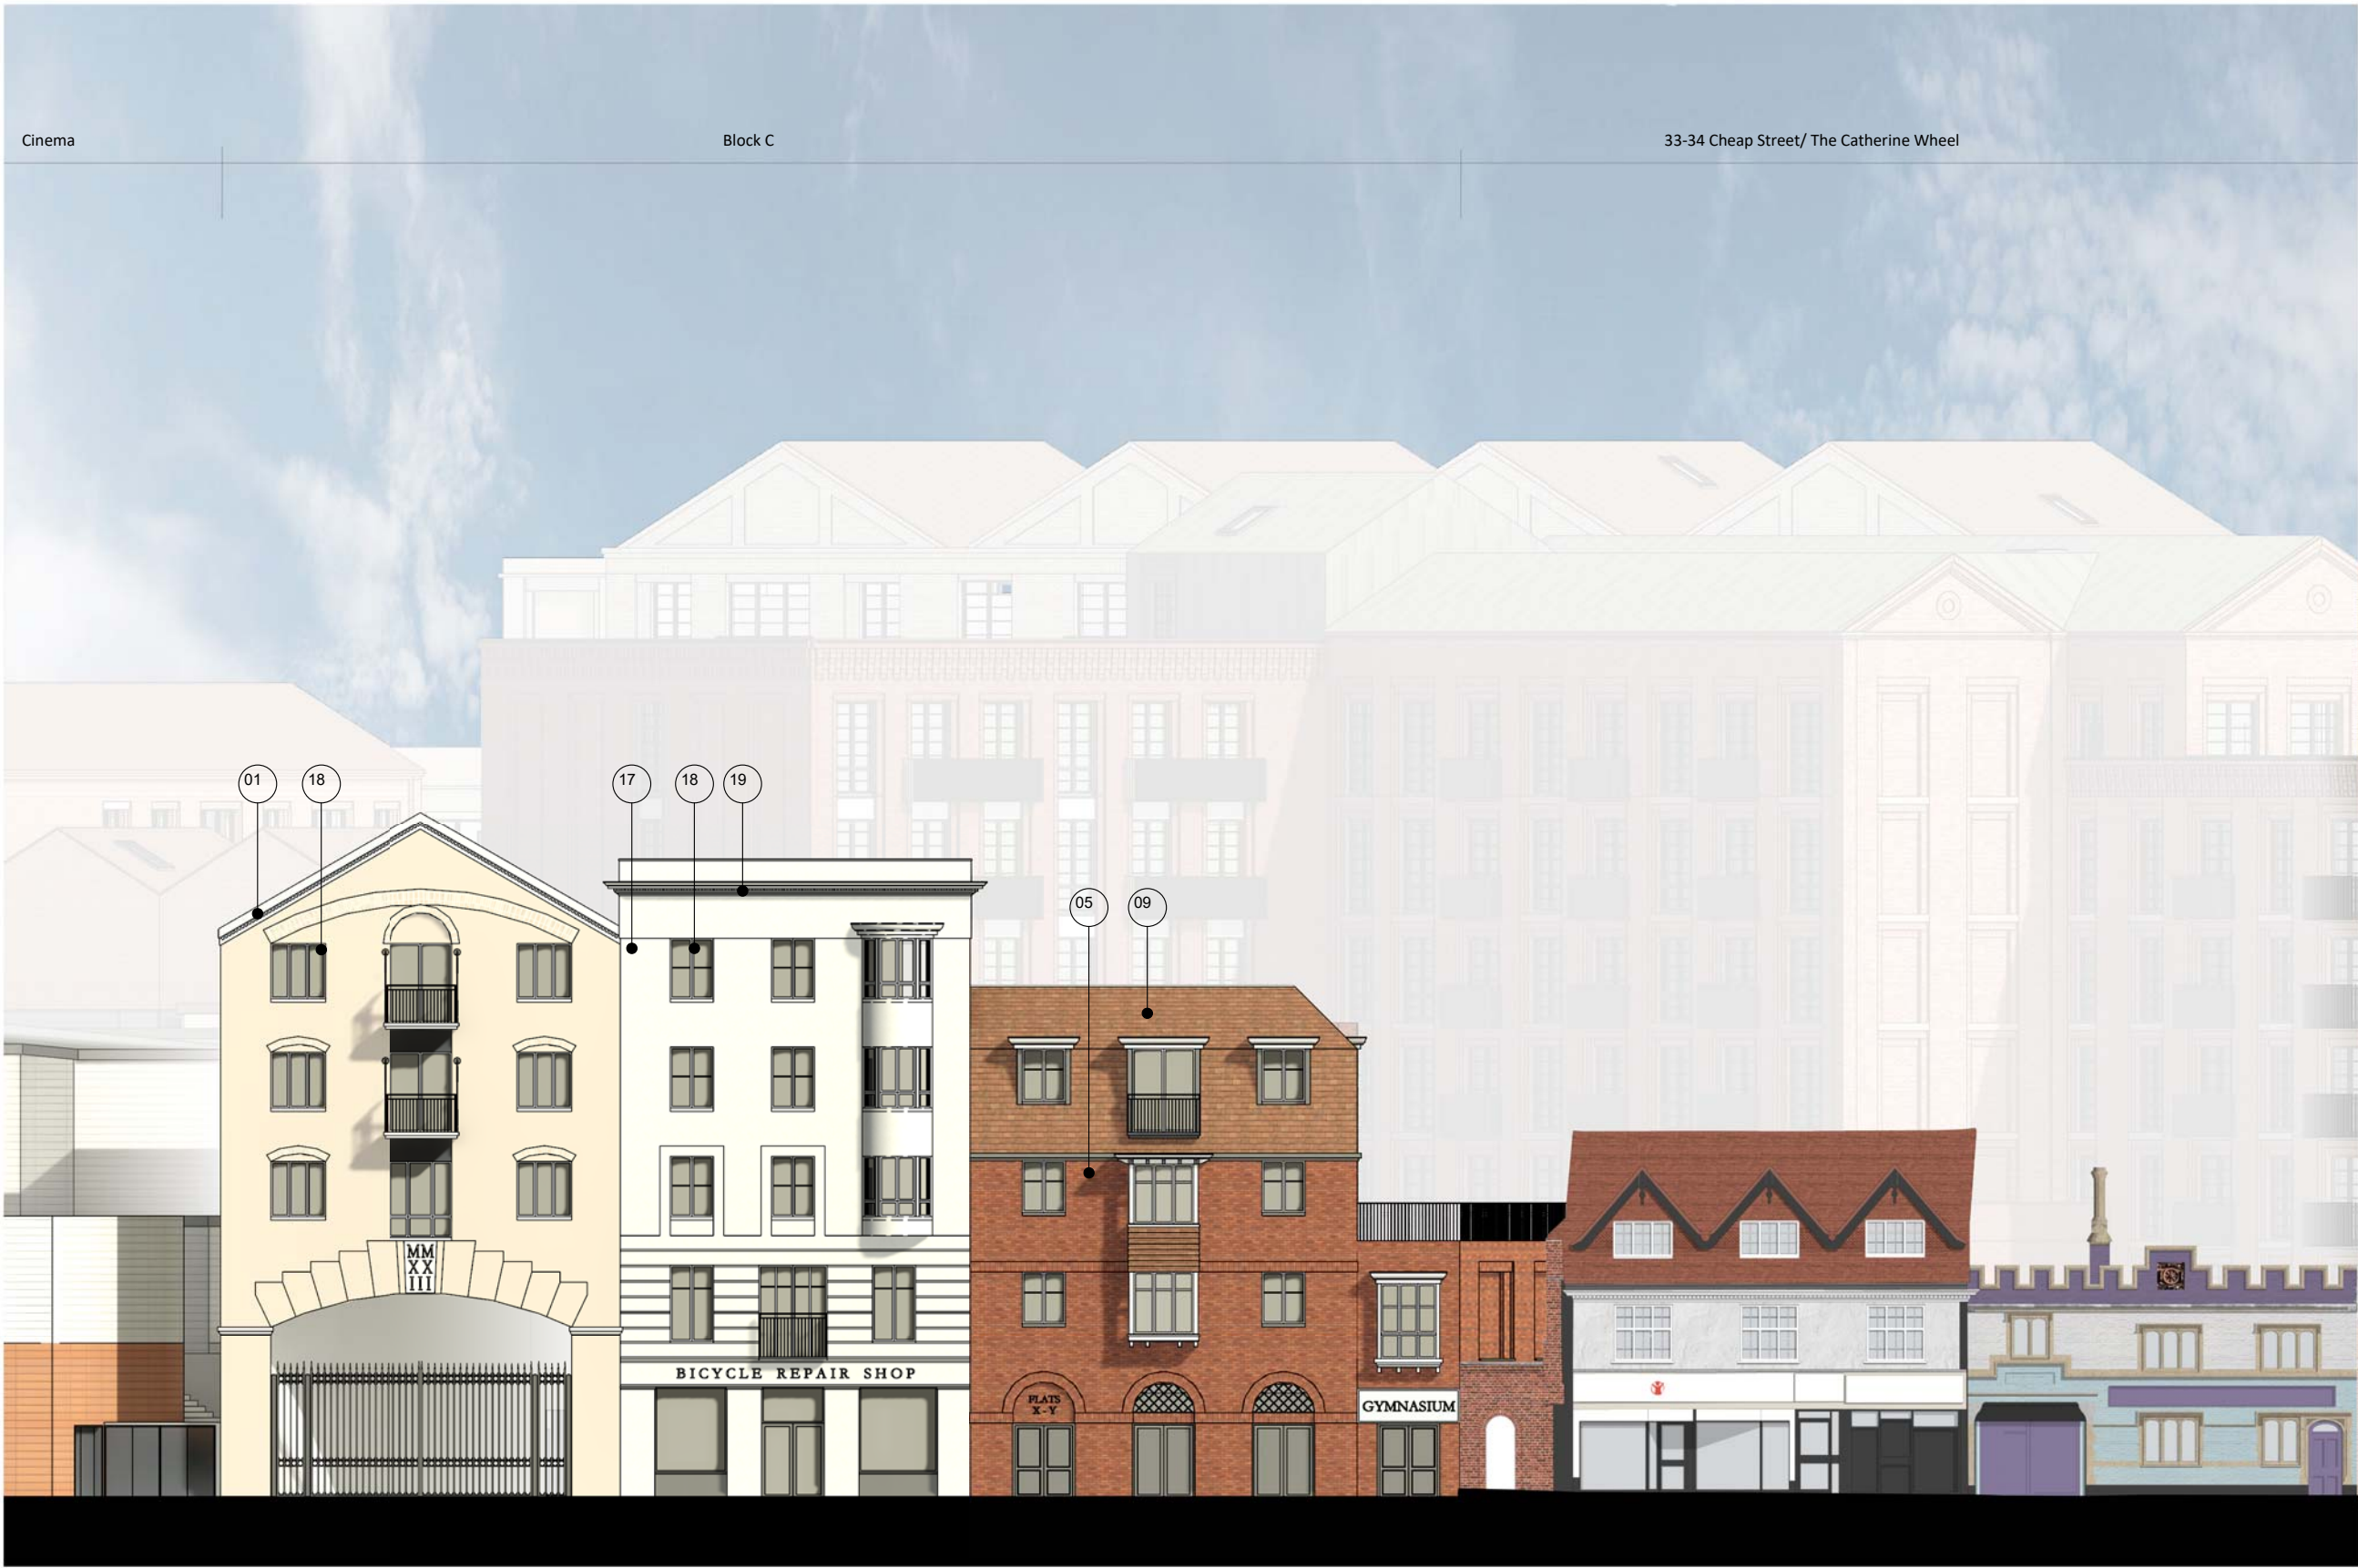 Cinema
Block C
33-34 Cheap Street/ The Catherine Wheel
01
18
17
18
19
05
09
MM
XX
III
BICYCLE REPAIR SHOP
FLATS
X-Y
GYMNASIUM